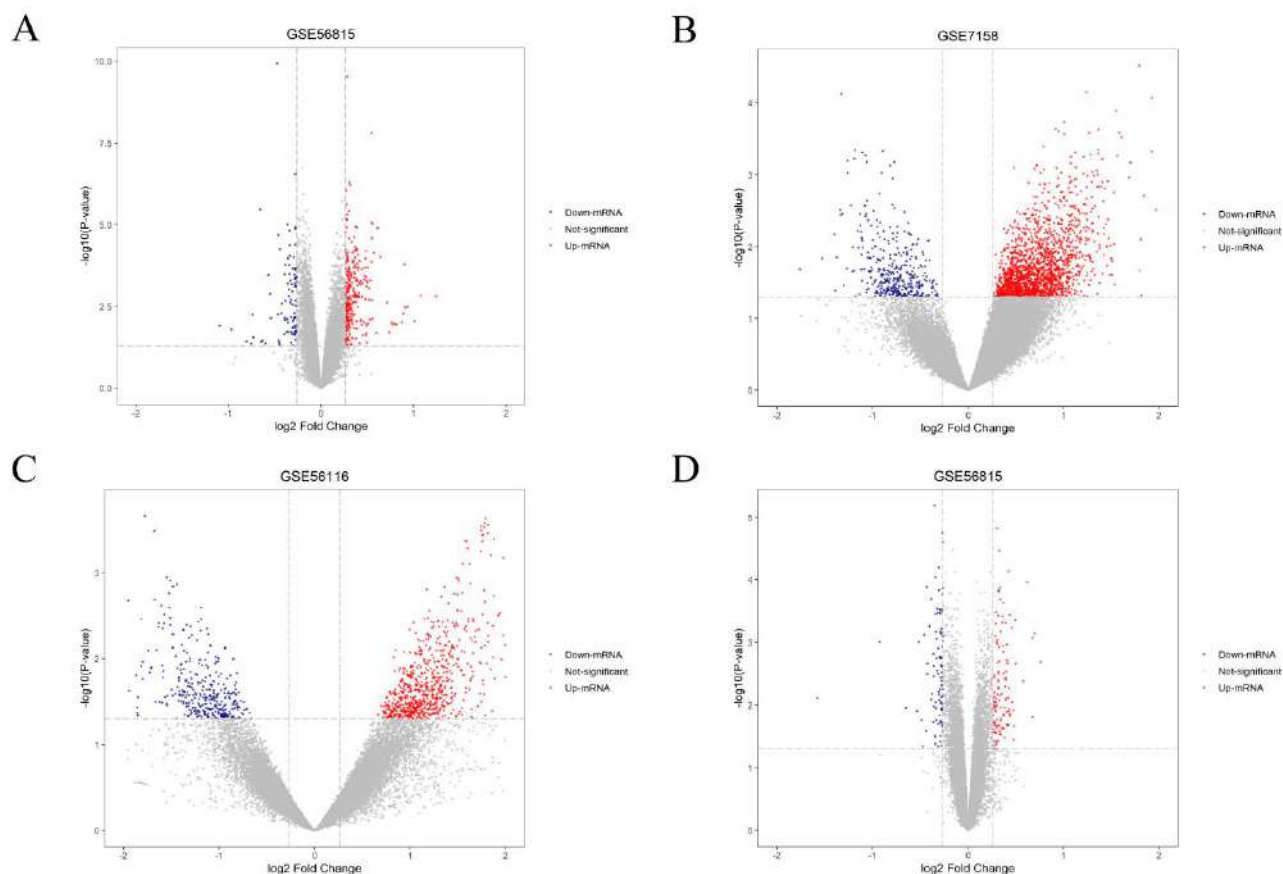 A
GSE56815
10.0
7.5
5.0
2.5
0.0
-log10(P-value)
-2
-1
0
1
2
log2 Fold Change
Down-mRNA
Not-significant
Up-mRNA
B
GSE7158
4
3
2
1
0
-log10(P-value)
-2
-1
0
1
2
log2 Fold Change
Down-mRNA
Not-significant
Up-mRNA
C
GSE56116
3
2
1
0
-log10(P-value)
-2
-1
0
1
2
log2 Fold Change
Down-mRNA
Not-significant
Up-mRNA
D
GSE56815
5
4
3
2
1
0
-log10(P-value)
-2
-1
0
1
2
log2 Fold Change
Down-mRNA
Not-significant
Up-mRNA